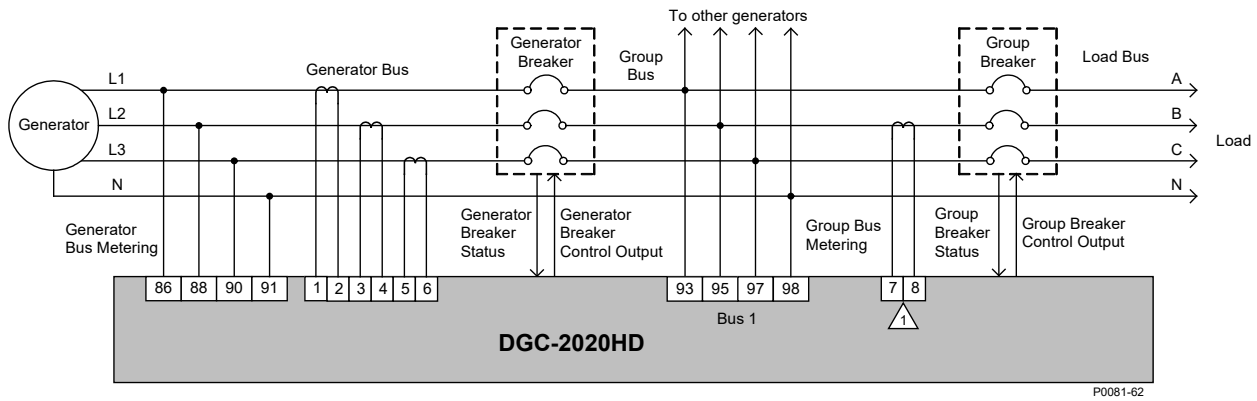 To other generators
Generator
Breaker
Group
Bus
Group
Breaker
Load Bus
Generator Bus
L1
A
L2
B
Generator
L3
C
Load
N
N
Generator
Bus Metering
Generator
Breaker
Status
Generator
Breaker
Control Output
Group Bus
Metering
Group
Breaker
Status
Group Breaker
Control Output
86 88 90 91 1 2 3 4 5 6 93 95 97 98 7 8
Bus 1
1
DGC-2020HD
P0081-62